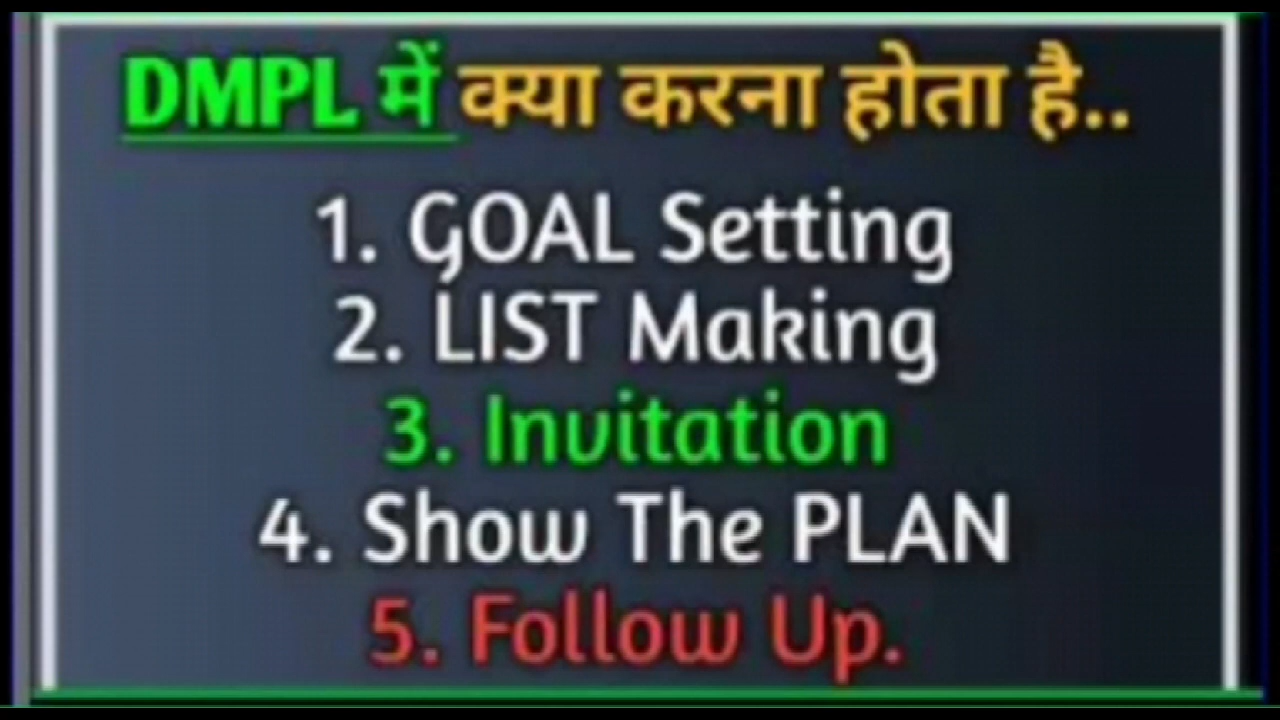 DMPL में क्या करना होता है..
1. GOAL Setting
2. LIST Making
3. Invitation
4. Show The PLAN
5. Follow Up.